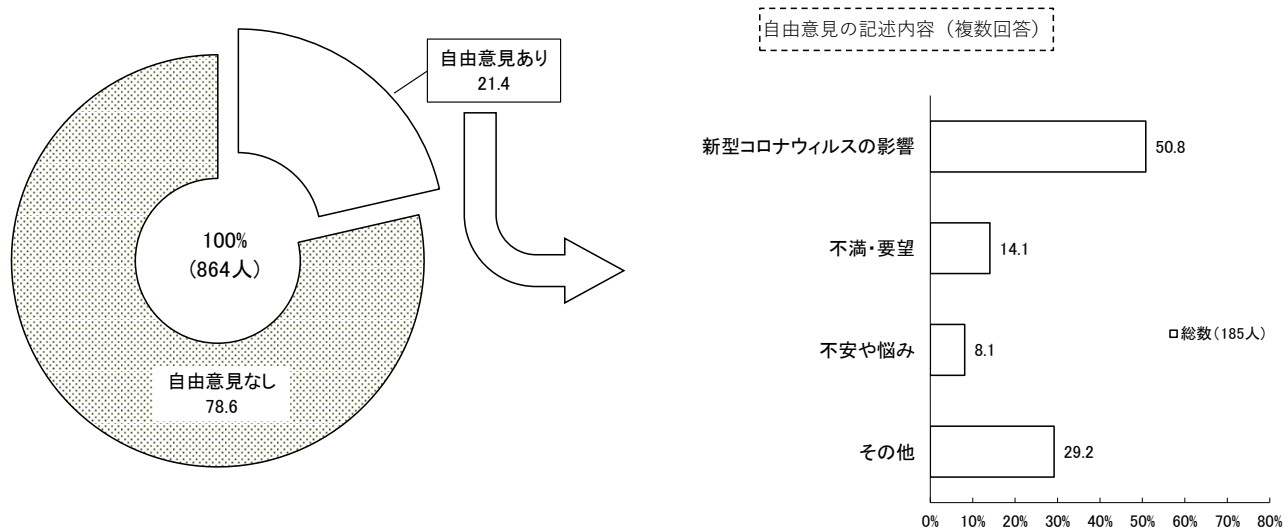 自由意見あり
21.4
100%
(864人)
自由意見なし
78.6
自由意見の記述内容（複数回答）
新型コロナウィルスの影響
50.8
不満・要望
14.1
不安や悩み
8.1
その他
29.2
総数(185人)
0% 10% 20% 30% 40% 50% 60% 70% 80%